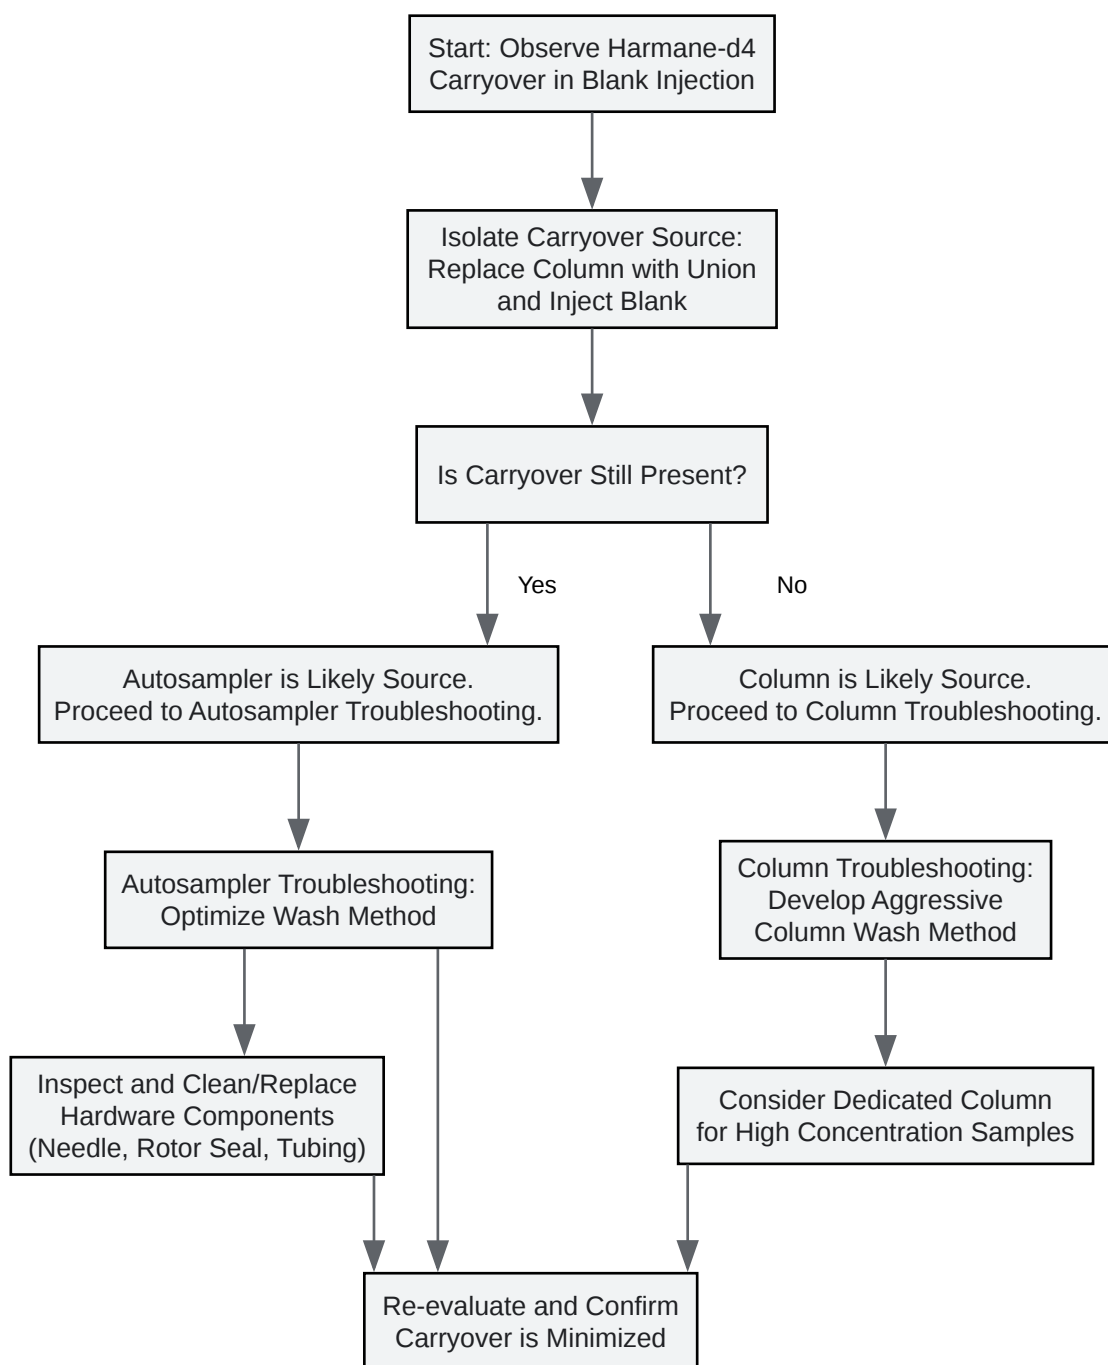 Start: Observe Harmane-d4
Carryover in Blank Injection
Isolate Carryover Source:
Replace Column with Union
and Inject Blank
Is Carryover Still Present?
Yes
No
Autosampler is Likely Source.
Proceed to Autosampler Troubleshooting.
Column is Likely Source.
Proceed to Column Troubleshooting.
Autosampler Troubleshooting:
Optimize Wash Method
Column Troubleshooting:
Develop Aggressive
Column Wash Method
Inspect and Clean/Replace
Hardware Components
(Needle, Rotor Seal, Tubing)
Consider Dedicated Column
for High Concentration Samples
Re-evaluate and Confirm
Carryover is Minimized